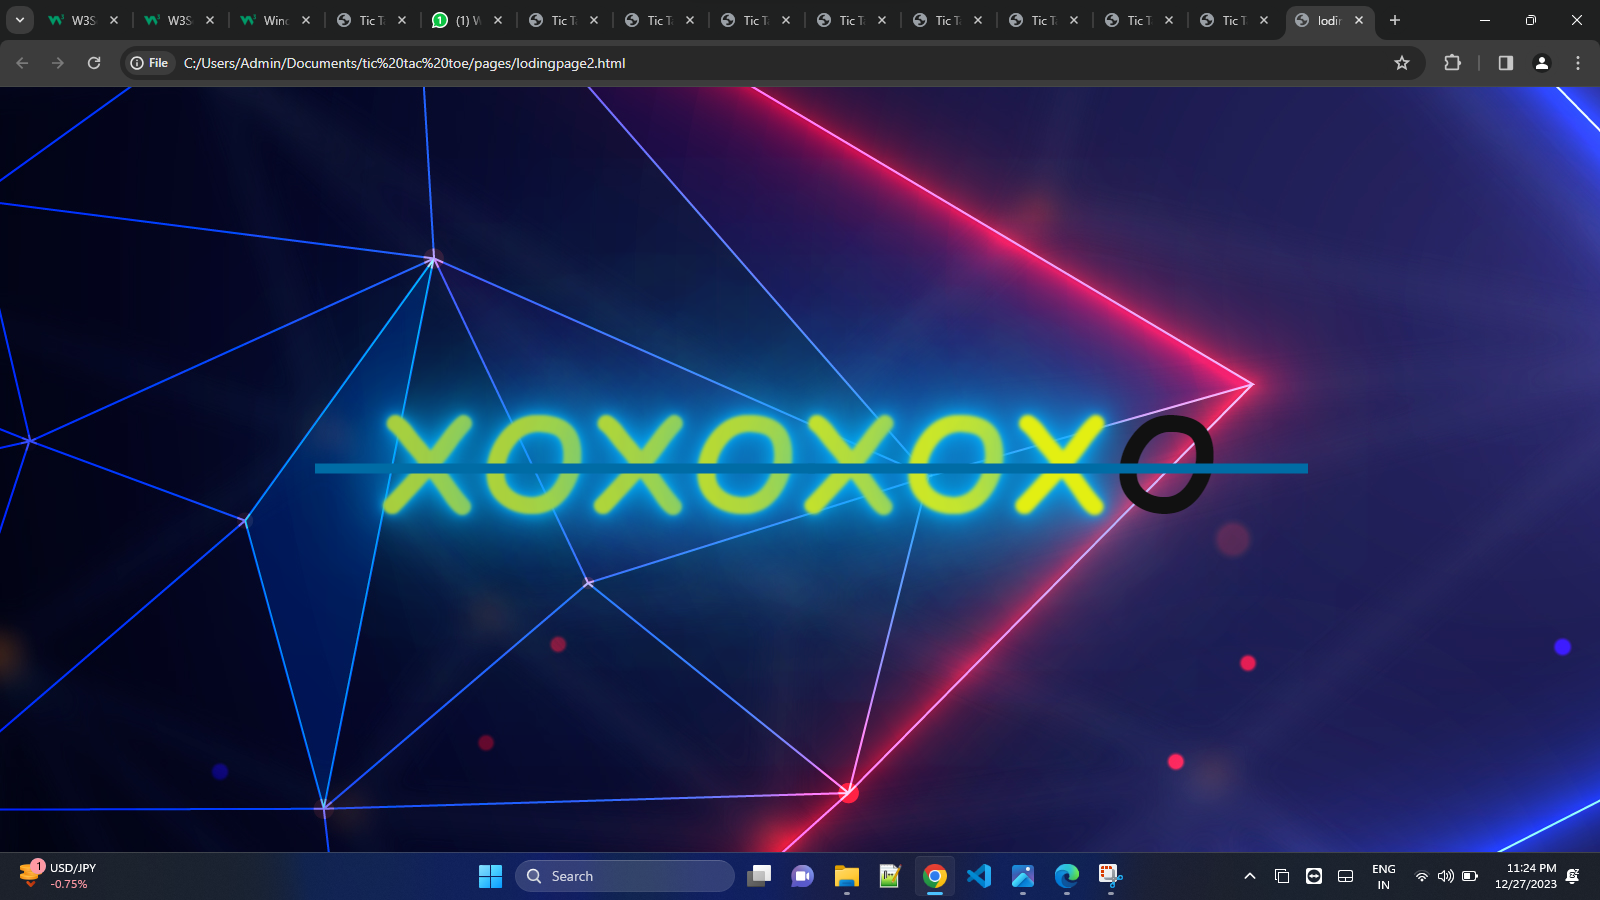 W3S
W3S
Winc
Tic T
(1) W
Tic T
Tic T
Tic T
Tic T
Tic T
Tic T
Tic T
Tic T
lodin
File
C:/Users/Admin/Documents/tic%20tac%20toe/pages/lodingpage2.html
XOXOXOXO
1
USD/JPY
-0.75%
Search
ENG
IN
11:24 PM
12/27/2023